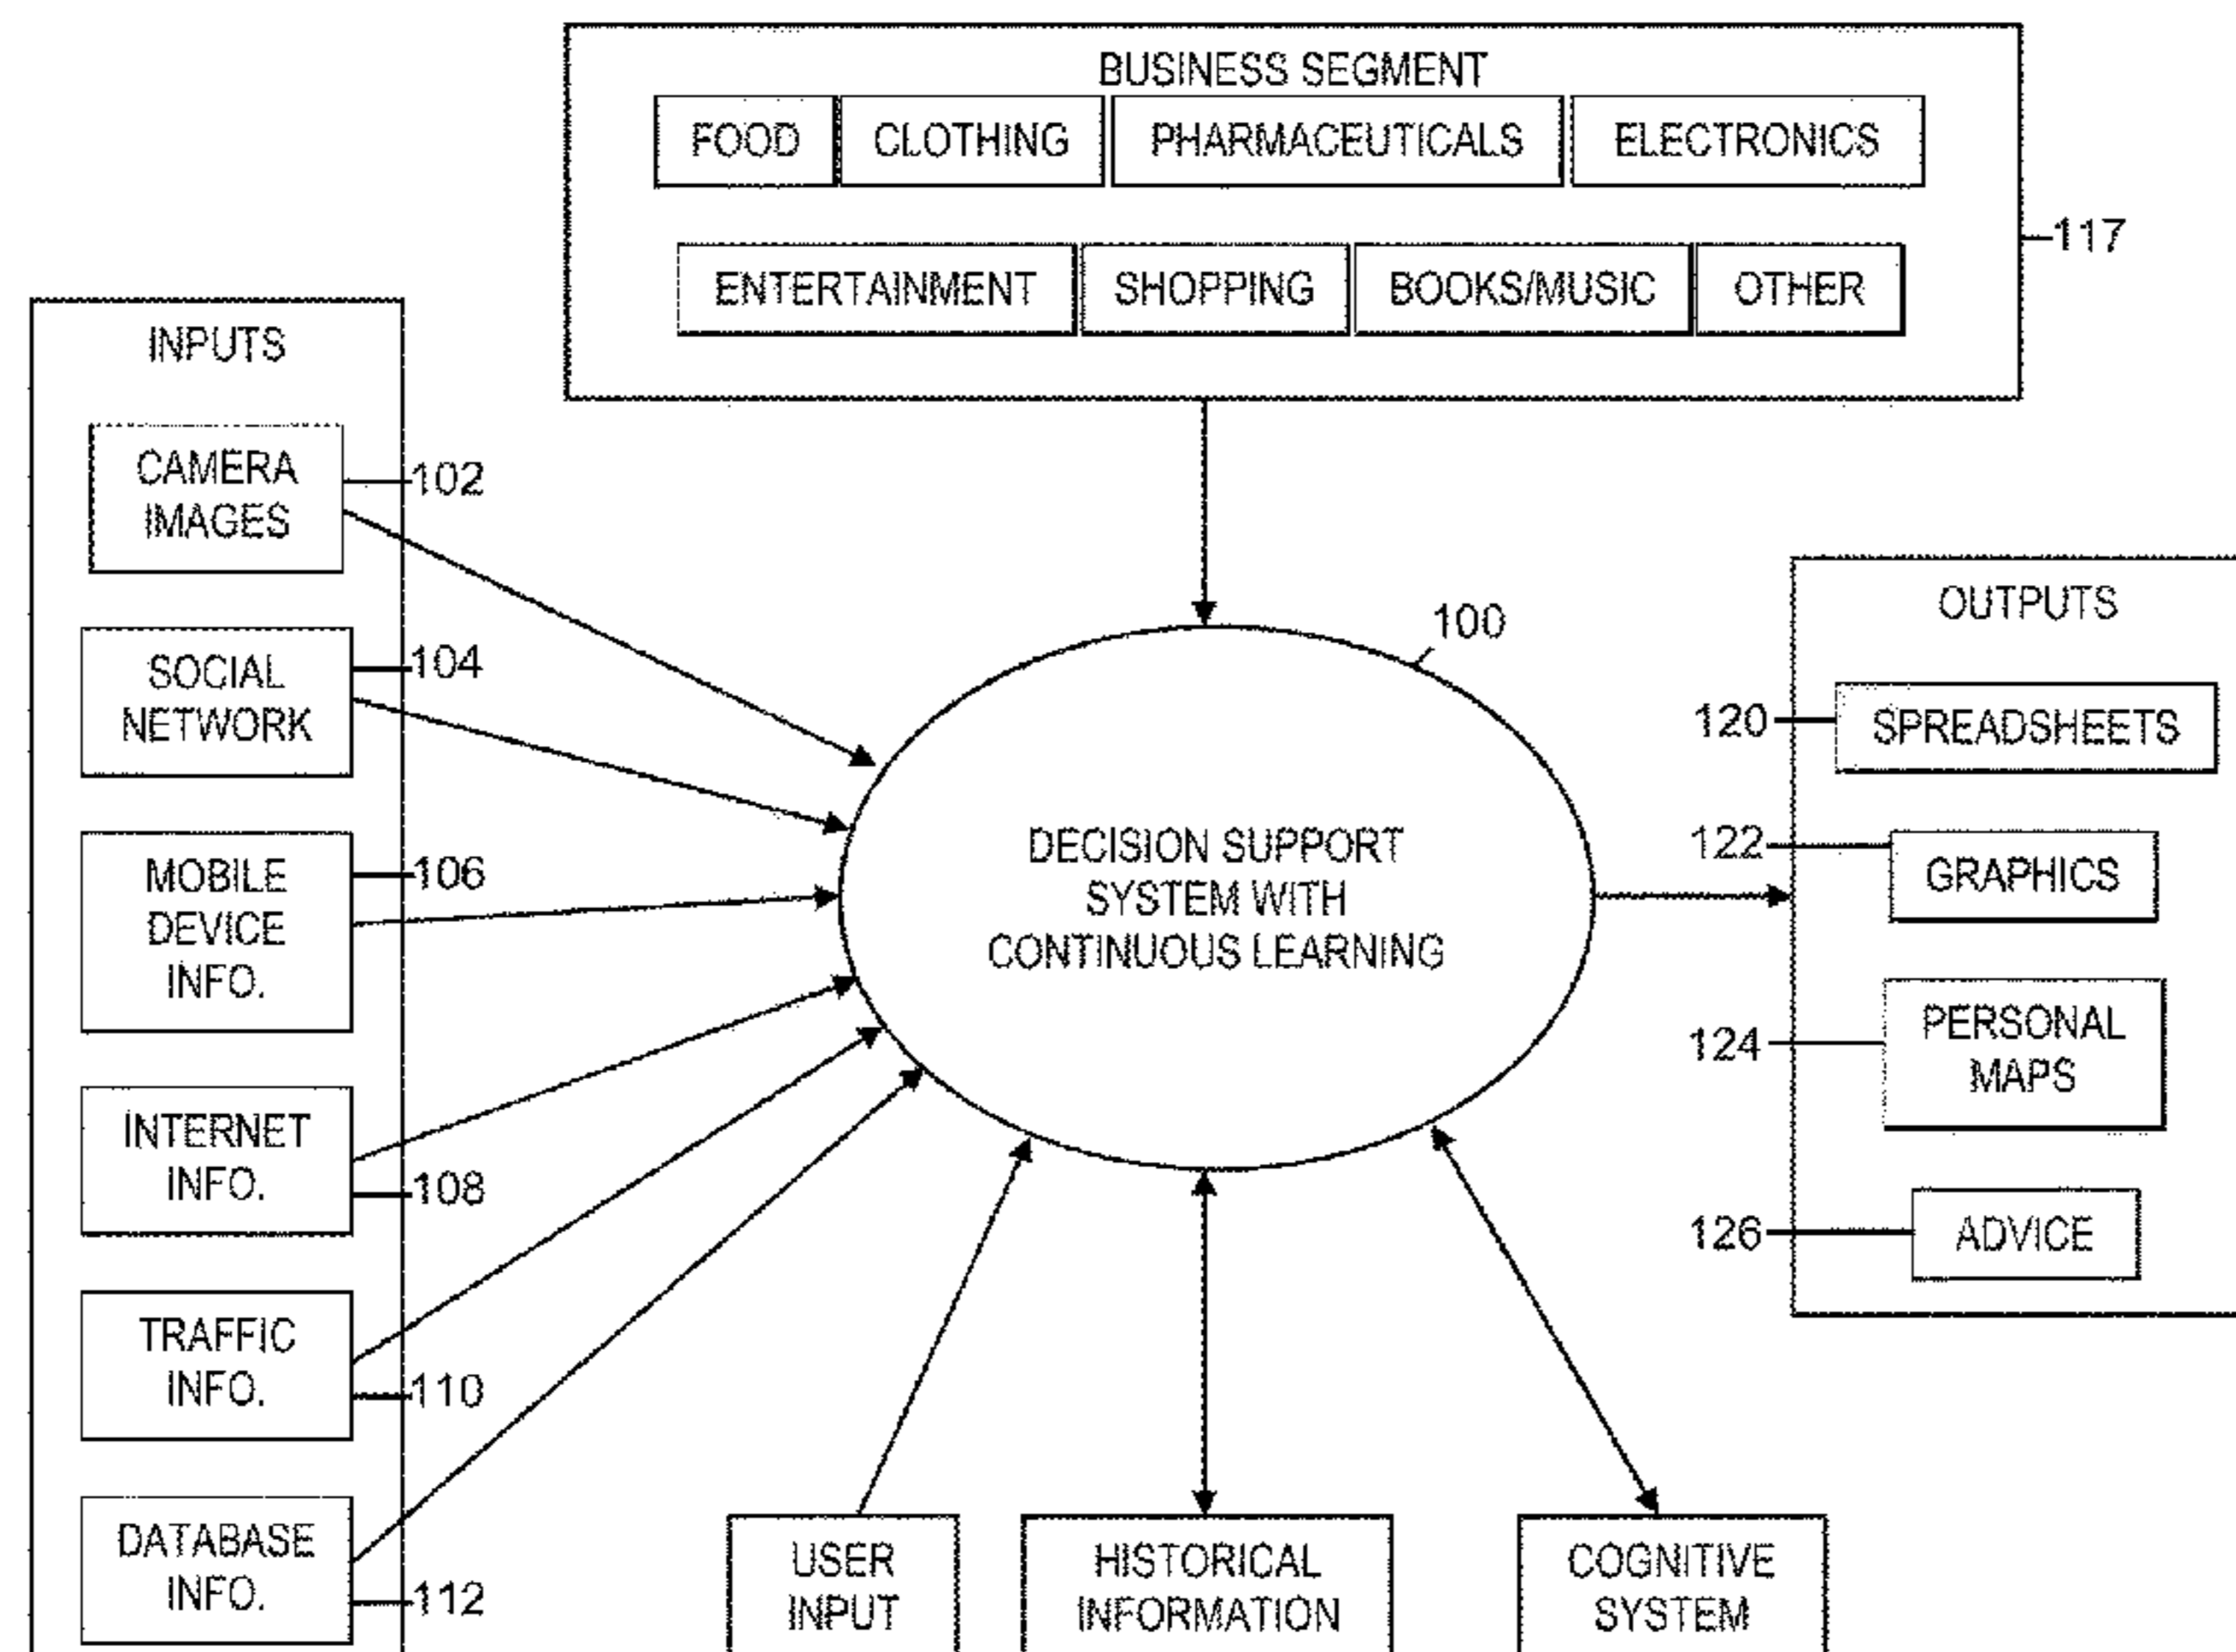 BUSINESS SEGMENT
FOOD CLOTHING PHARMACEUTICALS ELECTRONICS
ENTERTAINMENT SHOPPING BOOKS/MUSIC OTHER
117
INPUTS
CAMERA
IMAGES
102
SOCIAL
NETWORK
104
MOBILE
DEVICE
INFO.
106
INTERNET
INFO.
108
TRAFFIC
INFO.
110
DATABASE
INFO.
112
100
DECISION SUPPORT
SYSTEM WITH
CONTINUOUS LEARNING
OUTPUTS
120
SPREADSHEETS
122
GRAPHICS
124
PERSONAL
MAPS
126
ADVICE
USER
INPUT
HISTORICAL
INFORMATION
COGNITIVE
SYSTEM